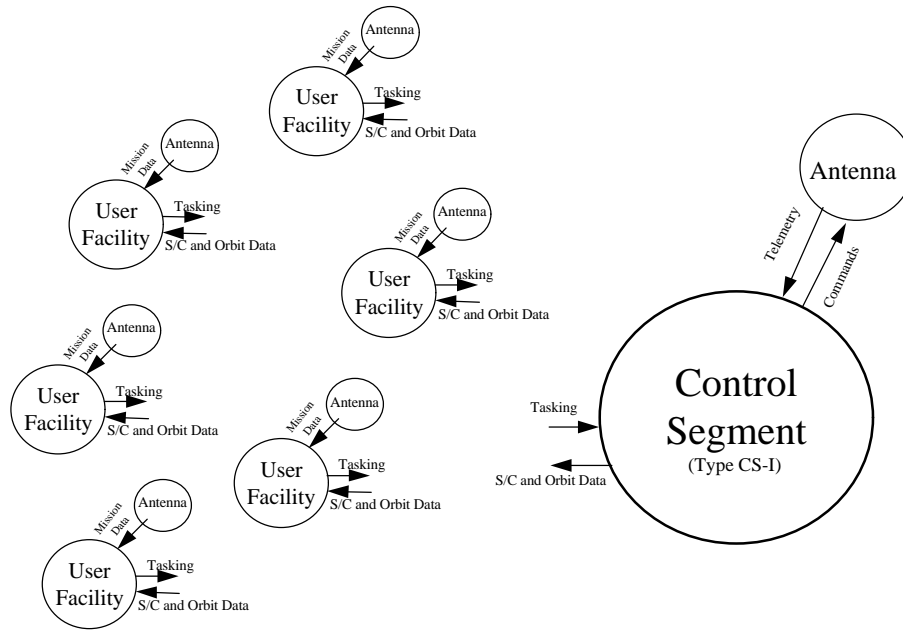 Mission
Data
Antenna
User
Facility
Tasking
S/C and Orbit Data
Mission
Data
Antenna
User
Facility
Tasking
S/C and Orbit Data
Mission
Data
Antenna
User
Facility
Tasking
S/C and Orbit Data
Mission
Data
Antenna
User
Facility
Tasking
S/C and Orbit Data
Mission
Data
Antenna
User
Facility
Tasking
S/C and Orbit Data
Mission
Data
Antenna
User
Facility
Tasking
S/C and Orbit Data
Antenna
Telemetry
Commands
Control
Segment
(Type CS-I)
Tasking
S/C and Orbit Data